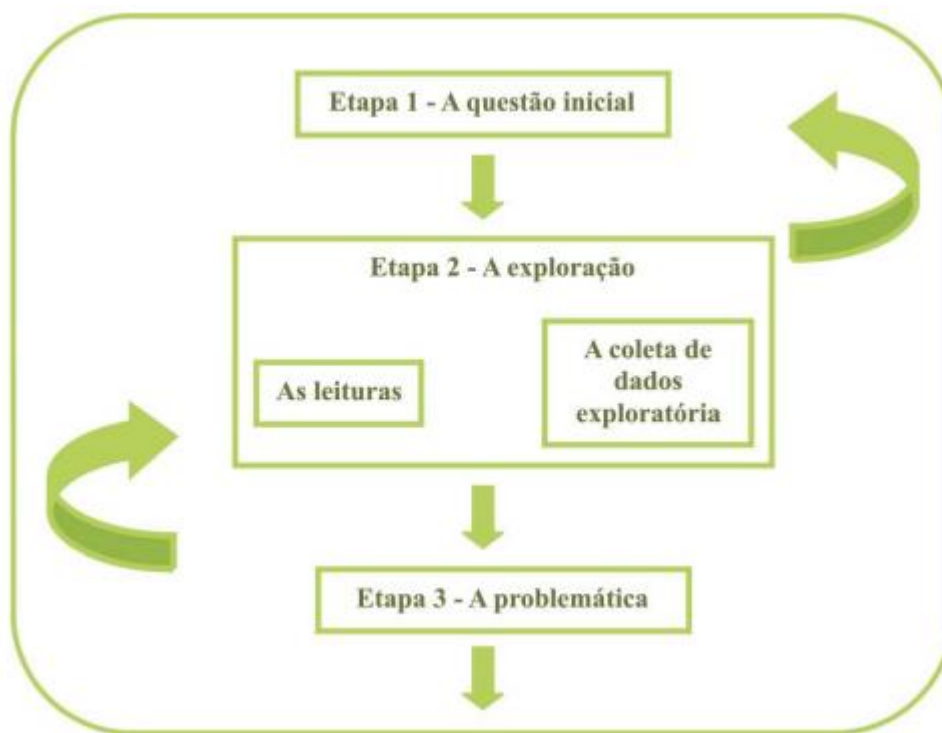 Etapa 1 - A questão inicial
Etapa 2 - A exploração
As leituras
A coleta de
dados
exploratória
Etapa 3 - A problemática